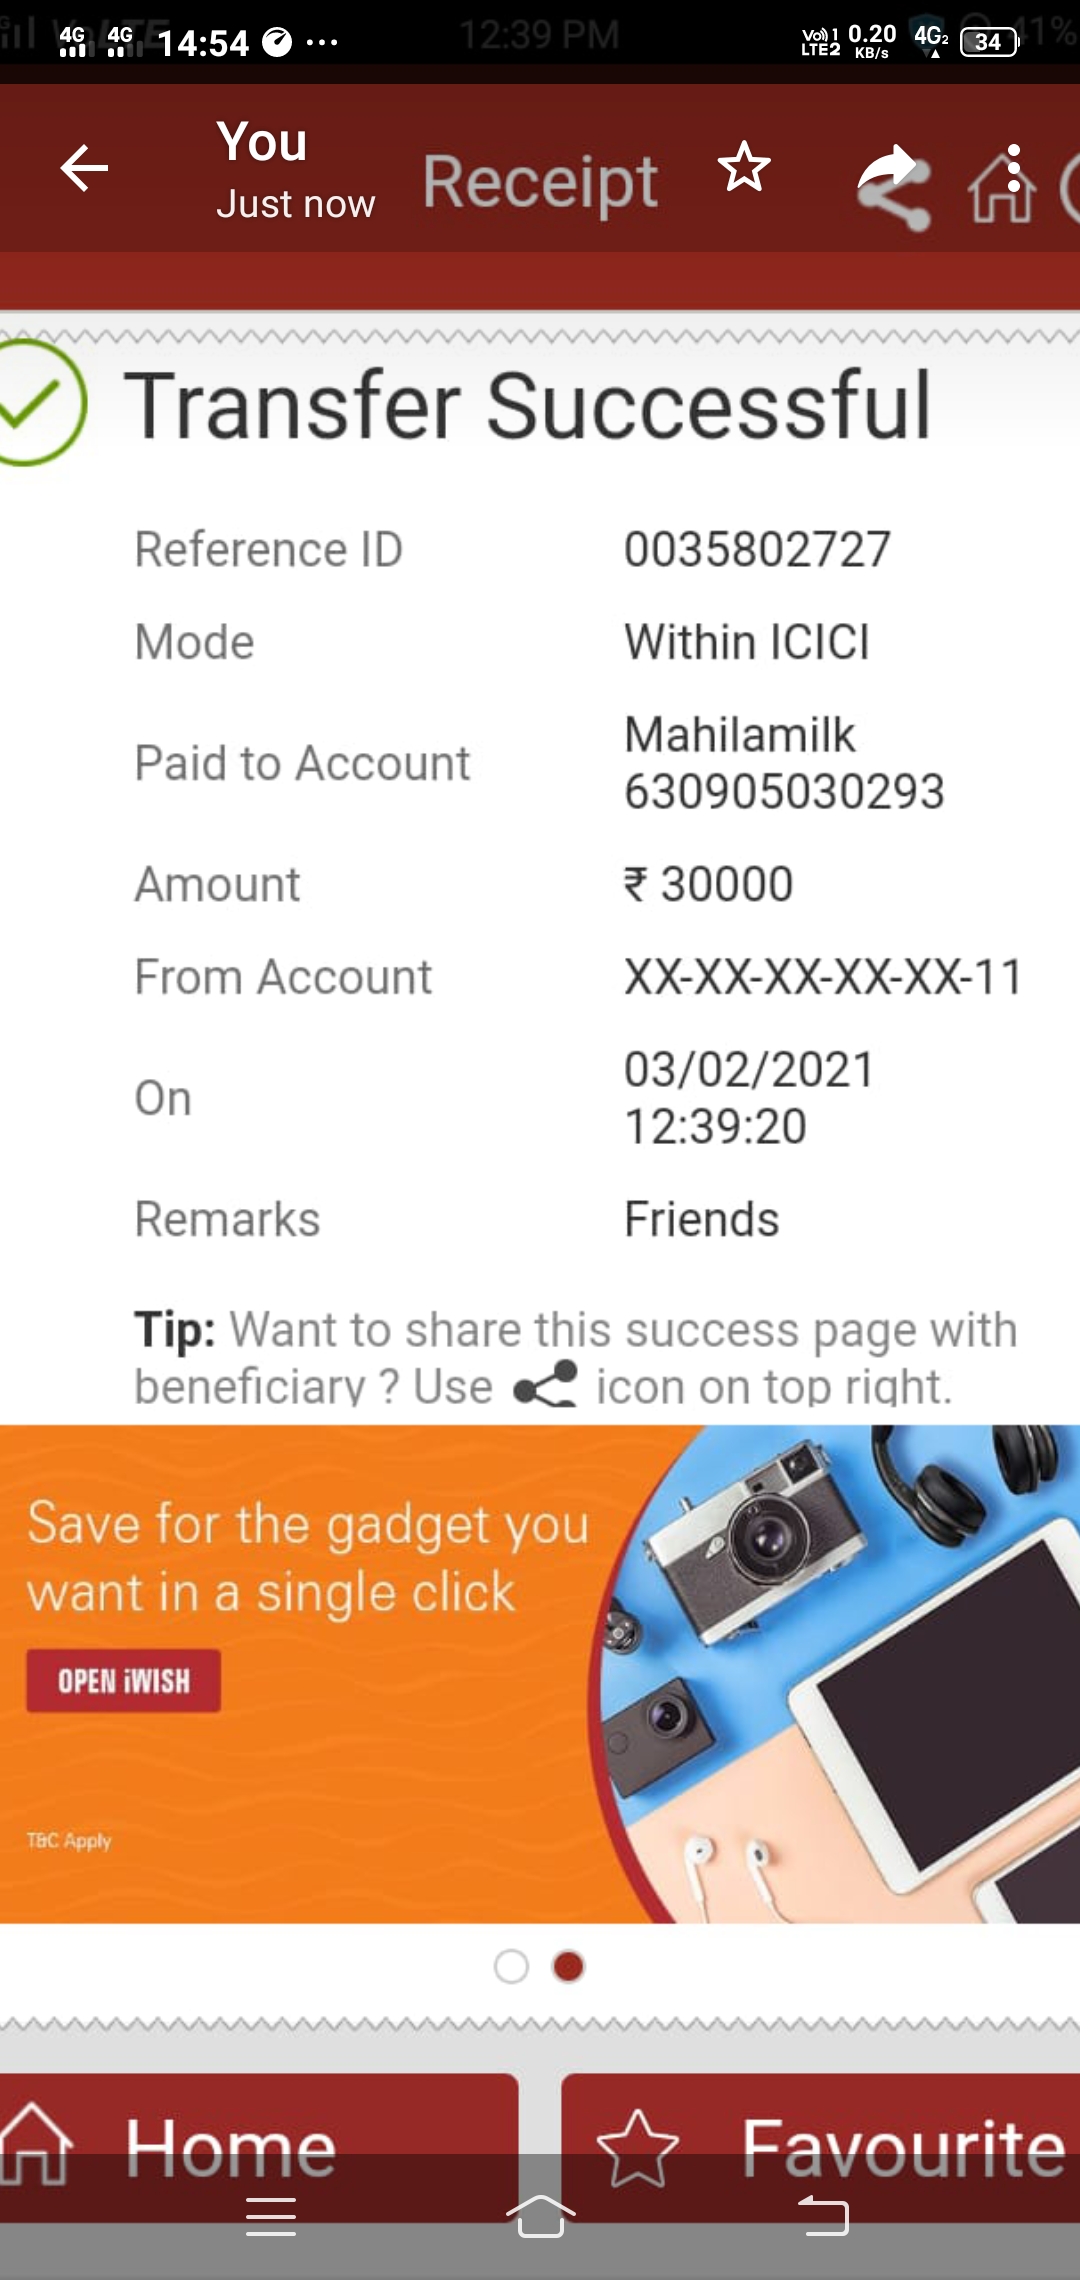 4G 4G 14:54 ... 12:39 PM Vo)) 1 LTE2 0.20 KB/s 4G2 34 41%
You
Just now
Receipt
Transfer Successful
Reference ID 0035802727
Mode Within ICICI
Paid to Account Mahilamilk
630905030293
Amount ₹ 30000
From Account XX-XX-XX-XX-XX-11
On 03/02/2021
12:39:20
Remarks Friends
Tip: Want to share this success page with
beneficiary ? Use icon on top right.
Save for the gadget you
want in a single click
OPEN iWISH
T&C Apply
Home Favourite